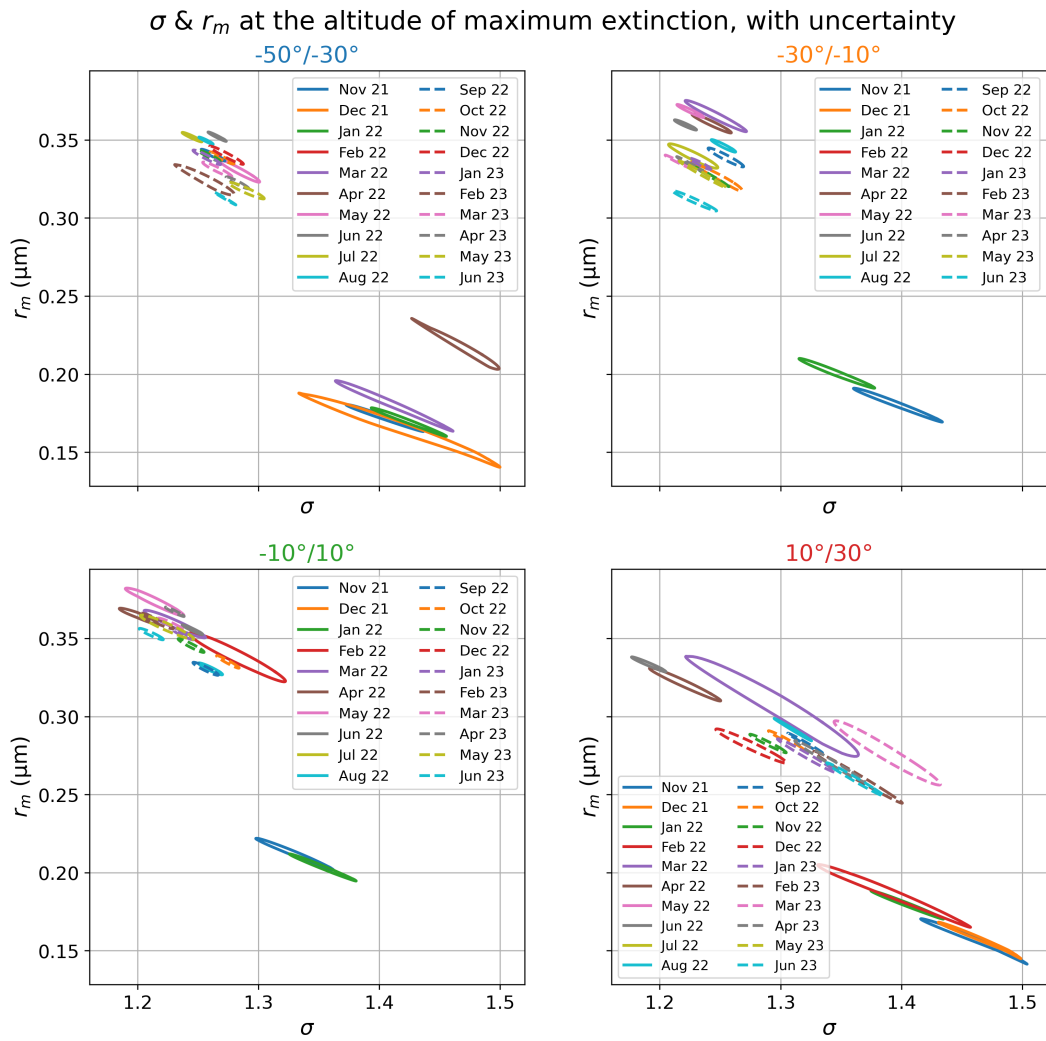 σ & rₘ at the altitude of maximum extinction, with uncertainty
-50°/-30°
Nov 21 Sep 22
Dec 21 Oct 22
Jan 22 Nov 22
Feb 22 Dec 22
Mar 22 Jan 23
Apr 22 Feb 23
May 22 Mar 23
Jun 22 Apr 23
Jul 22 May 23
Aug 22 Jun 23
0.35
0.30
0.25
0.20
0.15
rₘ (µm)
σ
-30°/-10°
Nov 21 Sep 22
Dec 21 Oct 22
Jan 22 Nov 22
Feb 22 Dec 22
Mar 22 Jan 23
Apr 22 Feb 23
May 22 Mar 23
Jun 22 Apr 23
Jul 22 May 23
Aug 22 Jun 23
rₘ (µm)
σ
-10°/10°
Nov 21 Sep 22
Dec 21 Oct 22
Jan 22 Nov 22
Feb 22 Dec 22
Mar 22 Jan 23
Apr 22 Feb 23
May 22 Mar 23
Jun 22 Apr 23
Jul 22 May 23
Aug 22 Jun 23
0.35
0.30
0.25
0.20
0.15
rₘ (µm)
1.2 1.3 1.4 1.5
σ
10°/30°
Nov 21 Sep 22
Dec 21 Oct 22
Jan 22 Nov 22
Feb 22 Dec 22
Mar 22 Jan 23
Apr 22 Feb 23
May 22 Mar 23
Jun 22 Apr 23
Jul 22 May 23
Aug 22 Jun 23
rₘ (µm)
1.2 1.3 1.4 1.5
σ